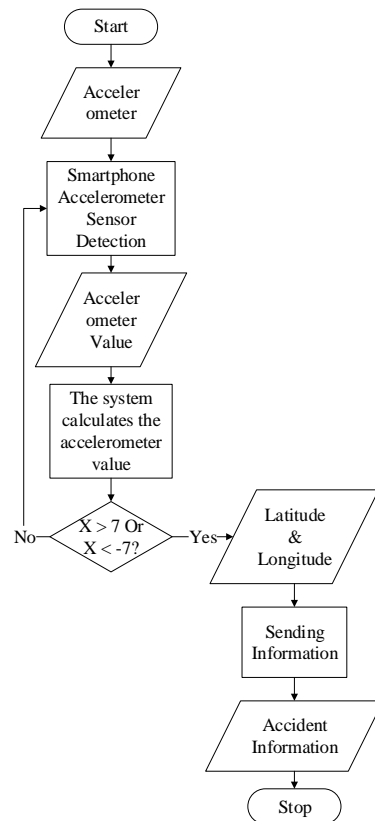 Start
Acceler
ometer
Smartphone
Accelerometer
Sensor
Detection
Acceler
ometer
Value
The system
calculates the
accelerometer
value
X > 7 Or
X < -7?
No
Yes
Latitude
&
Longitude
Sending
Information
Accident
Information
Stop